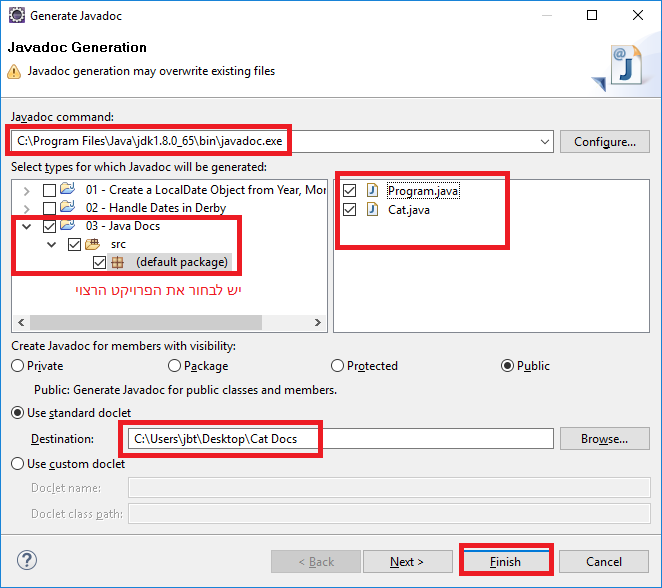 Generate Javadoc
Javadoc Generation
Javadoc generation may overwrite existing files
Javadoc command:
C:\Program Files\Java\jdk1.8.0_65\bin\javadoc.exe
Configure...
Select types for which Javadoc will be generated:
01 - Create a LocalDate Object from Year, Mor
02 - Handle Dates in Derby
03 - Java Docs
src
(default package)
יש לבחור את הפרויקט הרצוי
Program.java
Cat.java
Create Javadoc for members with visibility:
Private Package Protected Public
Public: Generate Javadoc for public classes and members.
Use standard doclet
Destination: C:\Users\jbt\Desktop\Cat Docs Browse...
Use custom doclet
Doclet name:
Doclet class path:
? < Back Next > Finish Cancel